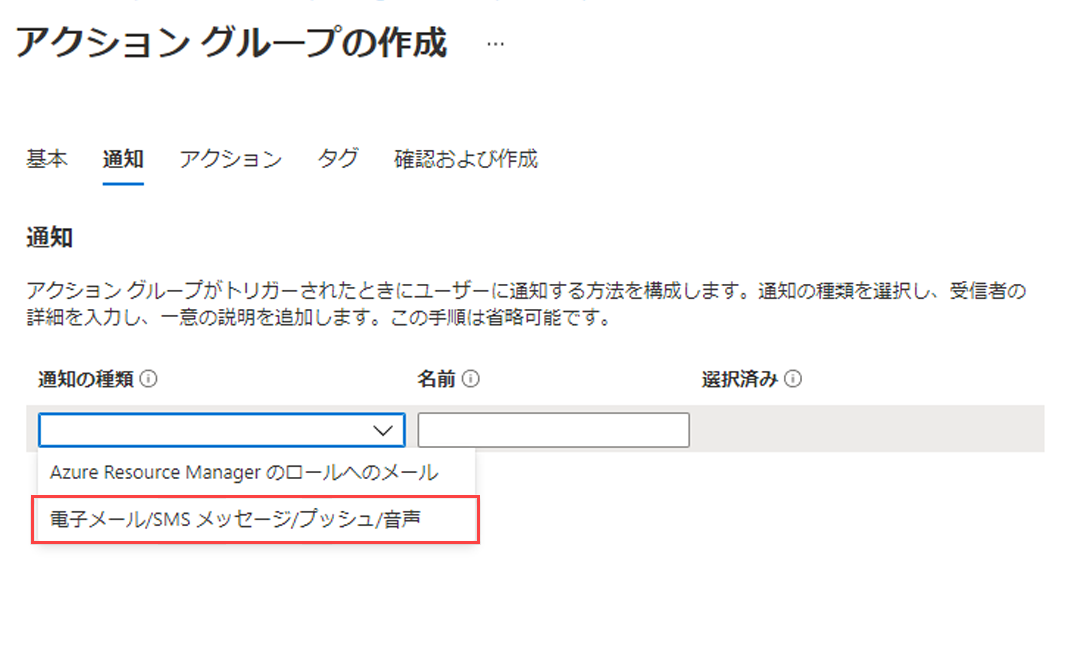 アクション グループの作成 …
基本 通知 アクション タグ 確認および作成
通知
アクション グループがトリガーされたときにユーザーに通知する方法を構成します。通知の種類を選択し、受信者の
詳細を入力し、一意の説明を追加します。この手順は省略可能です。
通知の種類 名前 選択済み
Azure Resource Manager のロールへのメール
電子メール/SMS メッセージ/プッシュ/音声